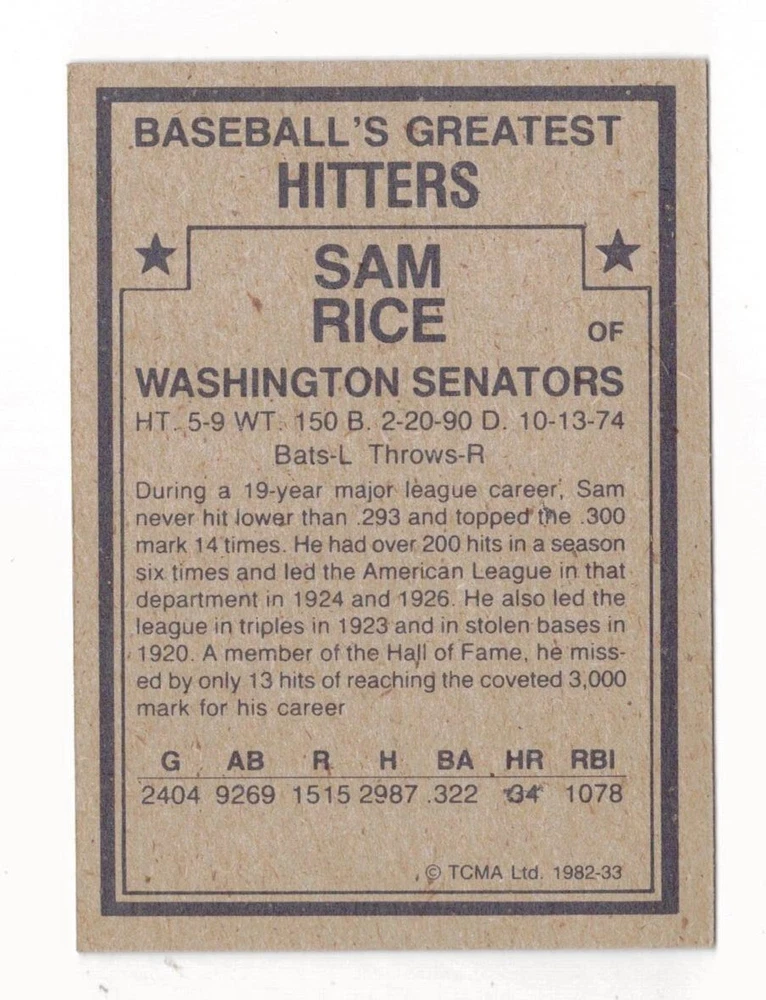 BASEBALL'S GREATEST
HITTERS
SAM
RICE
OF
WASHINGTON SENATORS
HT. 5-9 WT. 150 B. 2-20-90 D. 10-13-74
Bats-L Throws-R
During a 19-year major league career, Sam
never hit lower than .293 and topped the .300
mark 14 times. He had over 200 hits in a season
six times and led the American League in that
department in 1924 and 1926. He also led the
league in triples in 1923 and in stolen bases in
1920. A member of the Hall of Fame, he miss-
ed by only 13 hits of reaching the coveted 3,000
mark for his career
G AB R H BA HR RBI
2404 9269 1515 2987 .322 34 1078
© TCMA Ltd. 1982-33